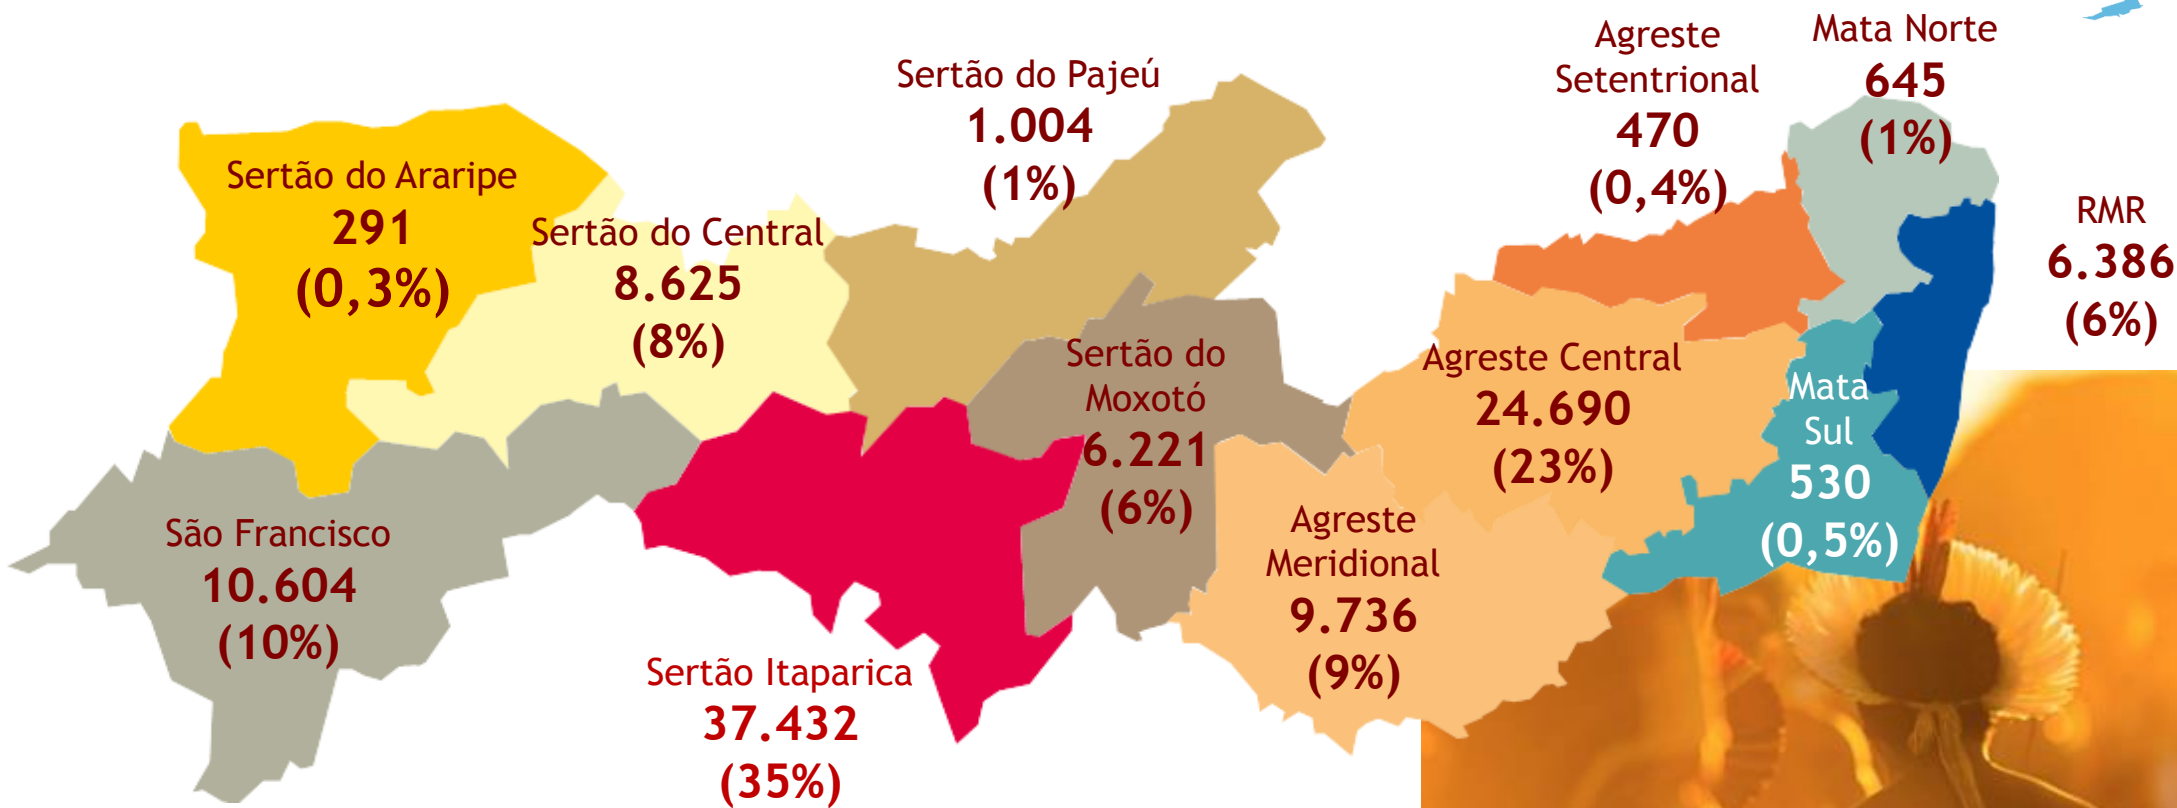 Sertão do Araripe
291
(0,3%)
Sertão do Central
8.625
(8%)
Sertão do Pajeú
1.004
(1%)
Agreste
Setentrional
470
(0,4%)
Mata Norte
645
(1%)
RMR
6.386
(6%)
Sertão do
Moxotó
6.221
(6%)
Agreste Central
24.690
(23%)
Mata
Sul
530
(0,5%)
São Francisco
10.604
(10%)
Sertão Itaparica
37.432
(35%)
Agreste
Meridional
9.736
(9%)